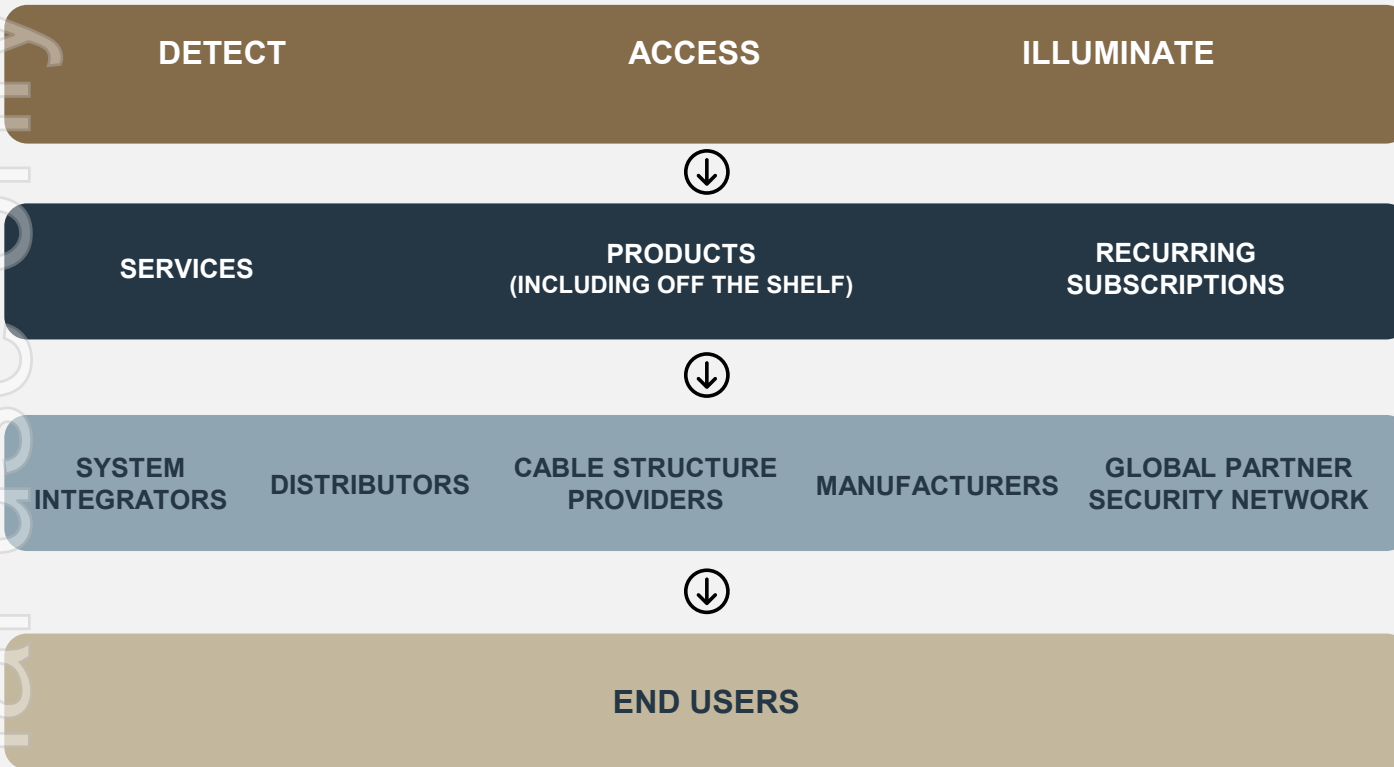 DETECT ACCESS ILLUMINATE
SERVICES
PRODUCTS
(INCLUDING OFF THE SHELF)
RECURRING
SUBSCRIPTIONS
SYSTEM
INTEGRATORS
DISTRIBUTORS
CABLE STRUCTURE
PROVIDERS
MANUFACTURERS
GLOBAL PARTNER
SECURITY NETWORK
END USERS